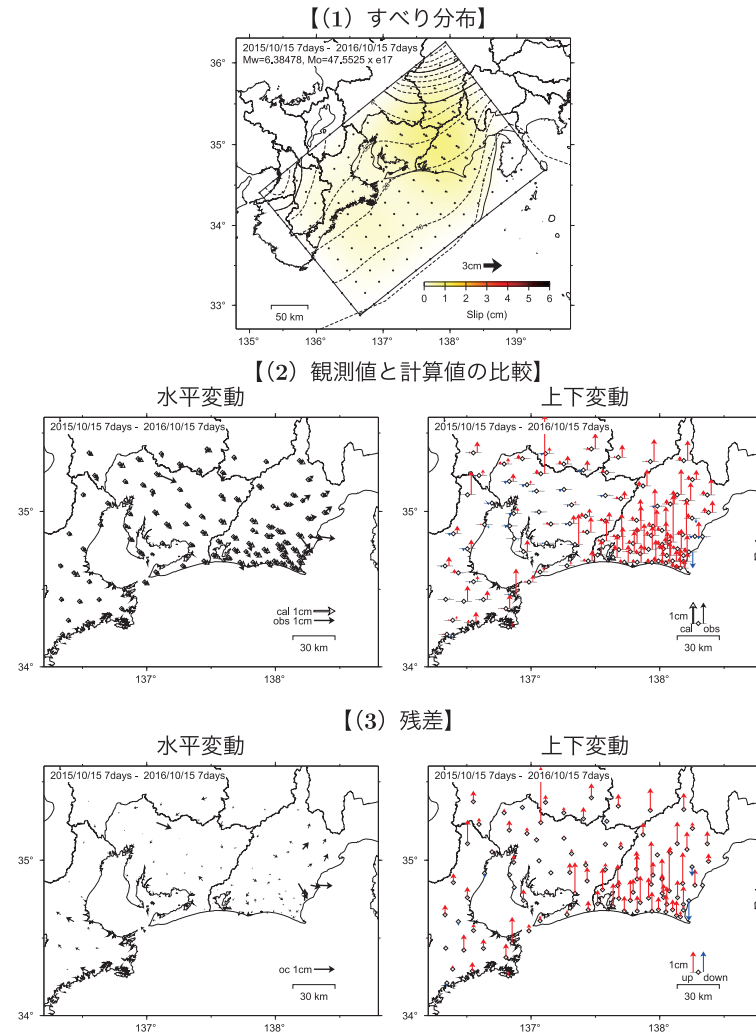 【(1) すべり分布】
2015/10/15 7days - 2016/10/15 7days
Mw=6.38478, Mo=47.5525 x e17
36°
35°
34°
33°
3cm
0 1 2 3 4 5 6
Slip (cm)
50 km
135° 136° 137° 138° 139°
【(2) 観測値と計算値の比較】
水平変動
上下変動
2015/10/15 7days - 2016/10/15 7days
35°
34°
cal 1cm
obs 1cm
30 km
137° 138°
2015/10/15 7days - 2016/10/15 7days
35°
34°
1cm
cal obs
30 km
137° 138°
【(3) 残差】
水平変動
上下変動
2015/10/15 7days - 2016/10/15 7days
35°
34°
oc 1cm
30 km
137° 138°
2015/10/15 7days - 2016/10/15 7days
35°
34°
1cm
up down
30 km
137° 138°